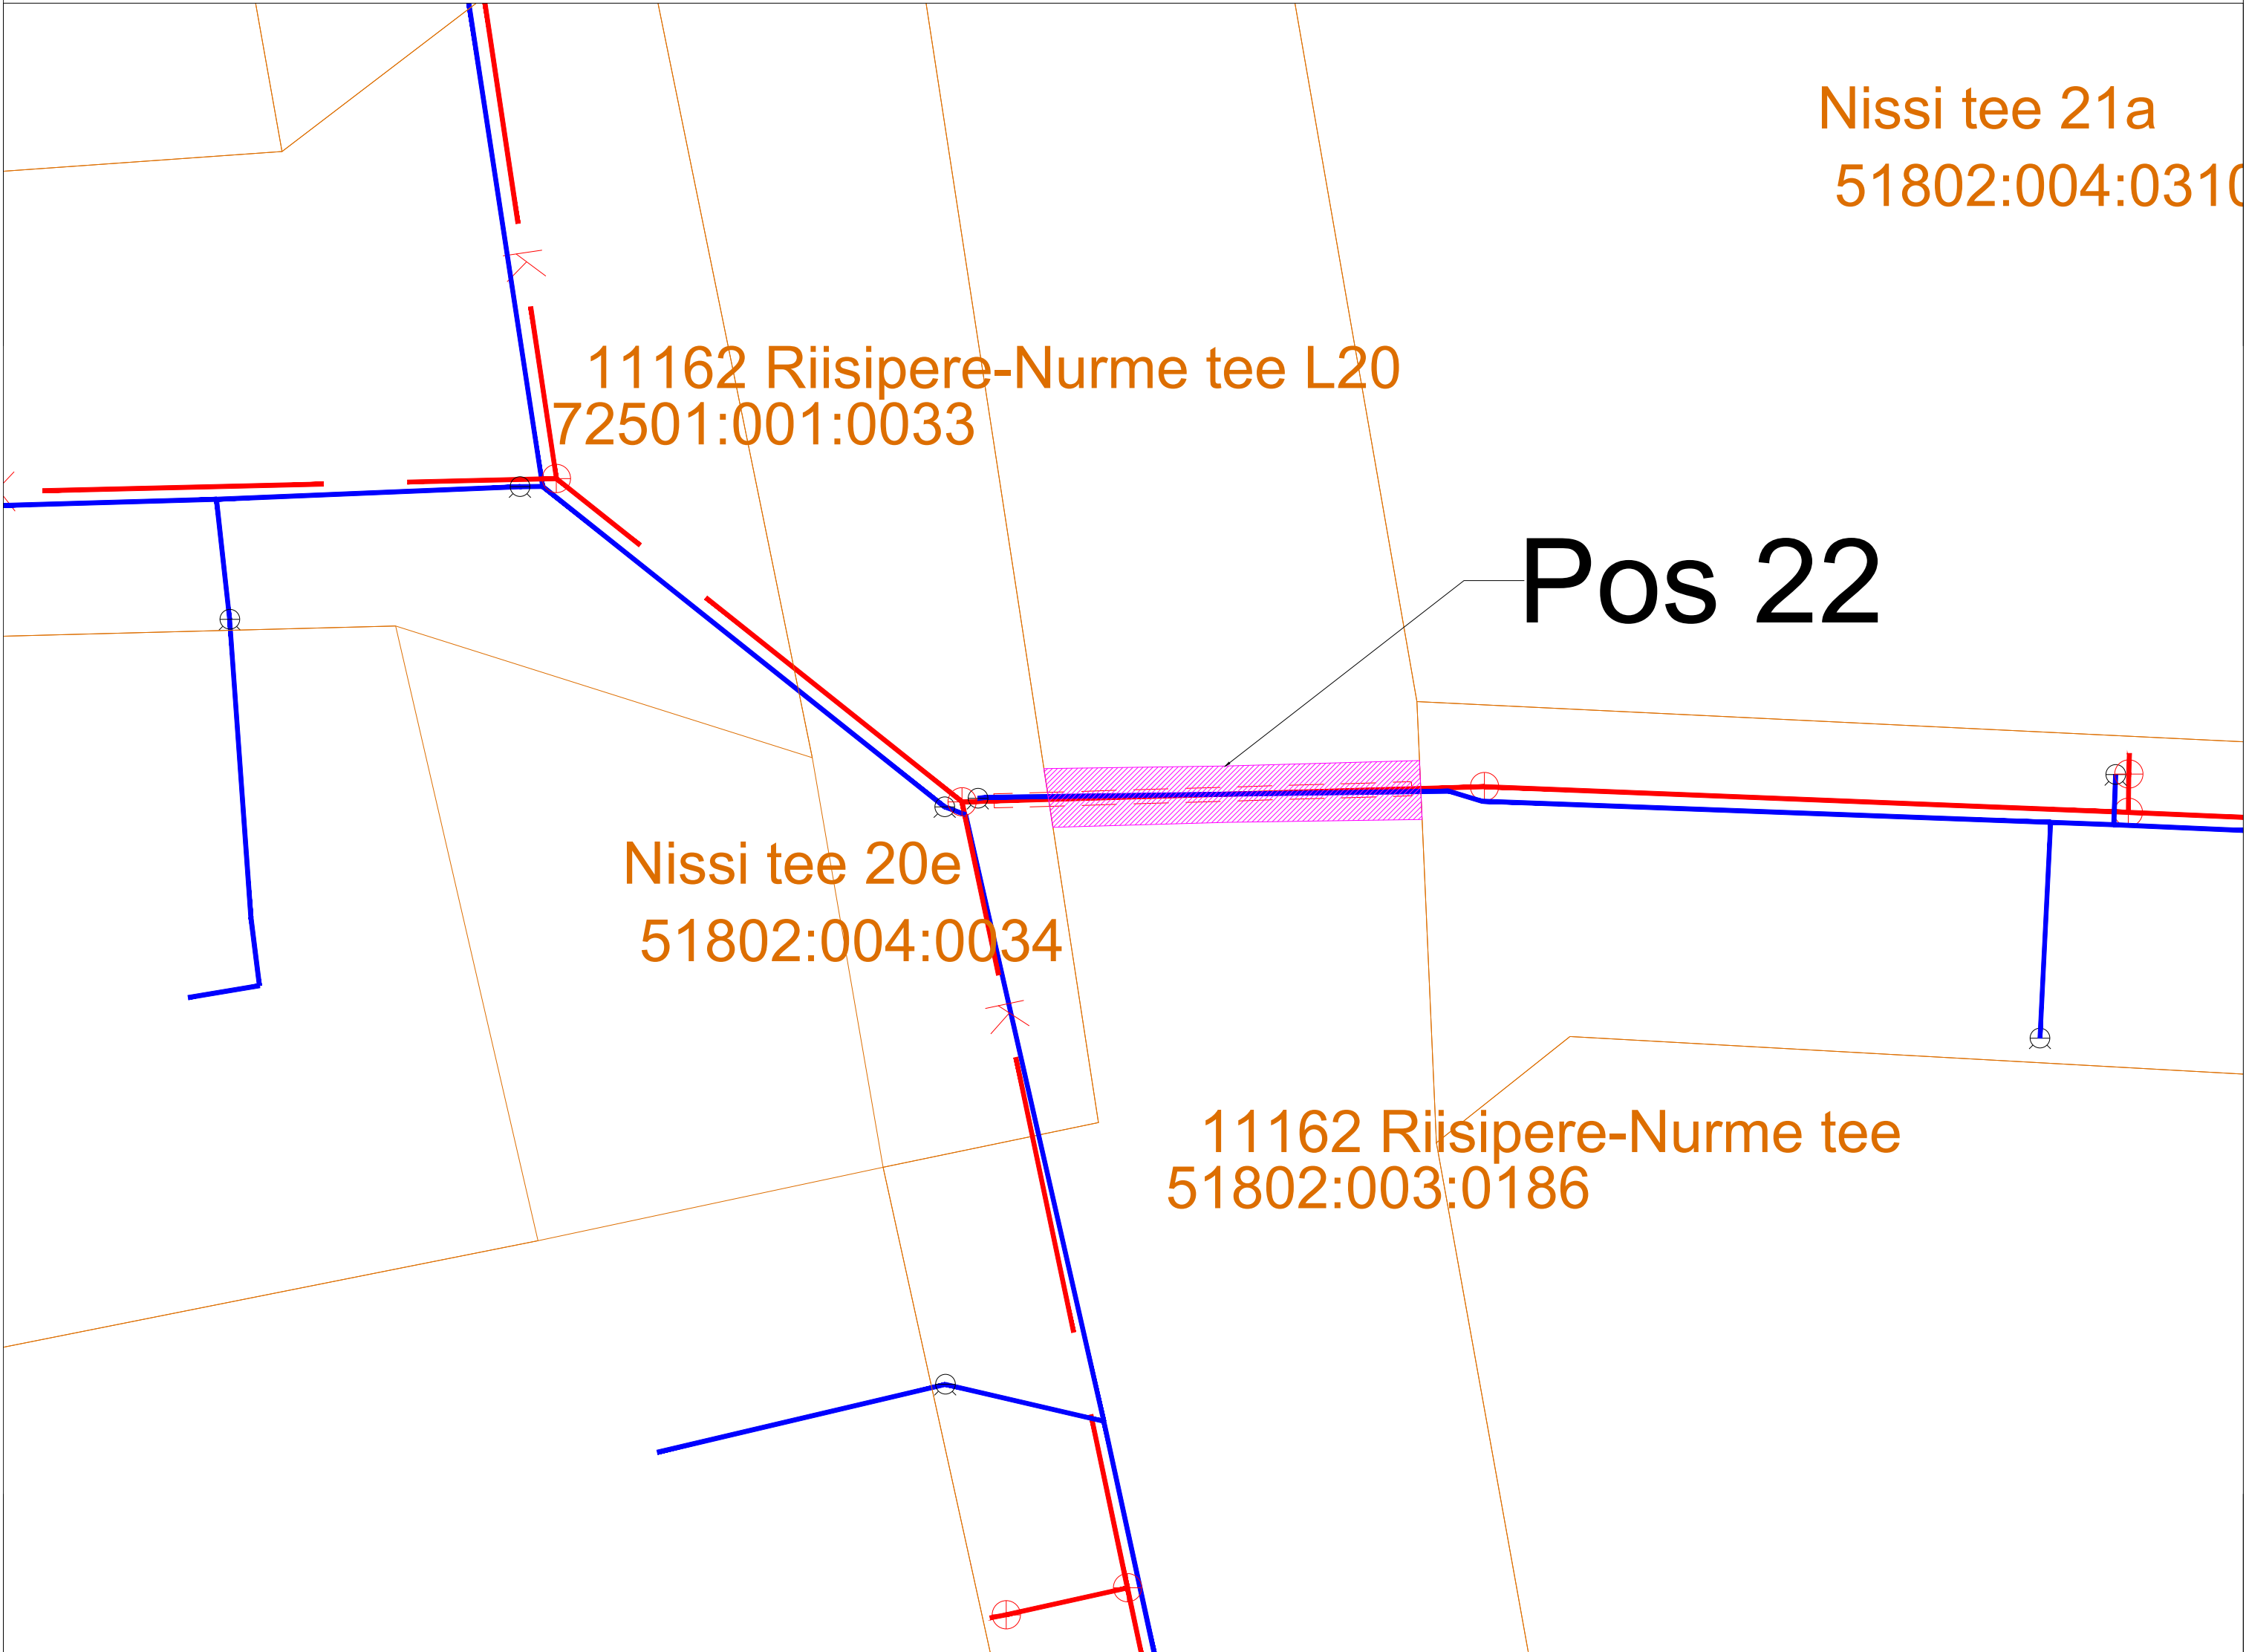 Nissi tee 21a
51802:004:0310
11162 Riisipere-Nurme tee L20
72501:001:0033
Pos 22
Nissi tee 20e
51802:004:0034
11162 Riisipere-Nurme tee
51802:003:0186